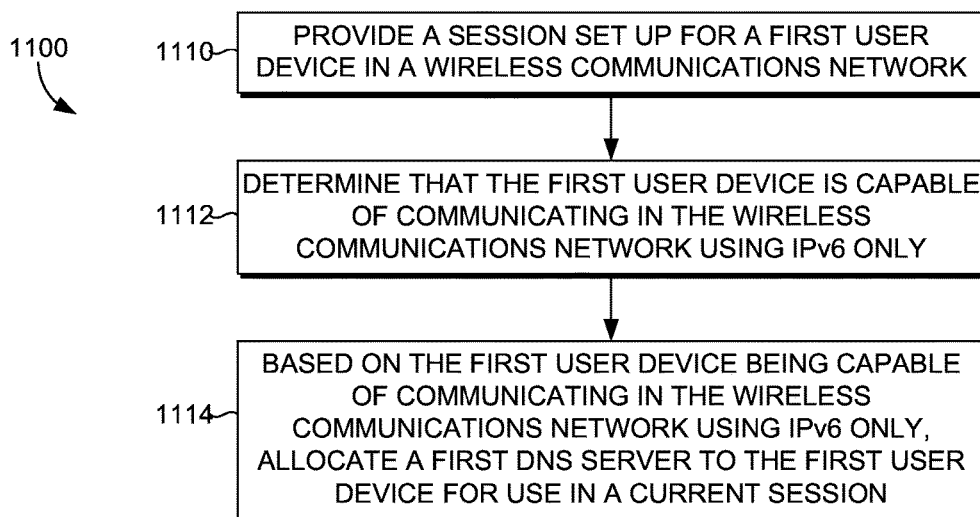 1100
1110
PROVIDE A SESSION SET UP FOR A FIRST USER
DEVICE IN A WIRELESS COMMUNICATIONS NETWORK
1112
DETERMINE THAT THE FIRST USER DEVICE IS CAPABLE
OF COMMUNICATING IN THE WIRELESS
COMMUNICATIONS NETWORK USING IPv6 ONLY
1114
BASED ON THE FIRST USER DEVICE BEING CAPABLE
OF COMMUNICATING IN THE WIRELESS
COMMUNICATIONS NETWORK USING IPv6 ONLY,
ALLOCATE A FIRST DNS SERVER TO THE FIRST USER
DEVICE FOR USE IN A CURRENT SESSION